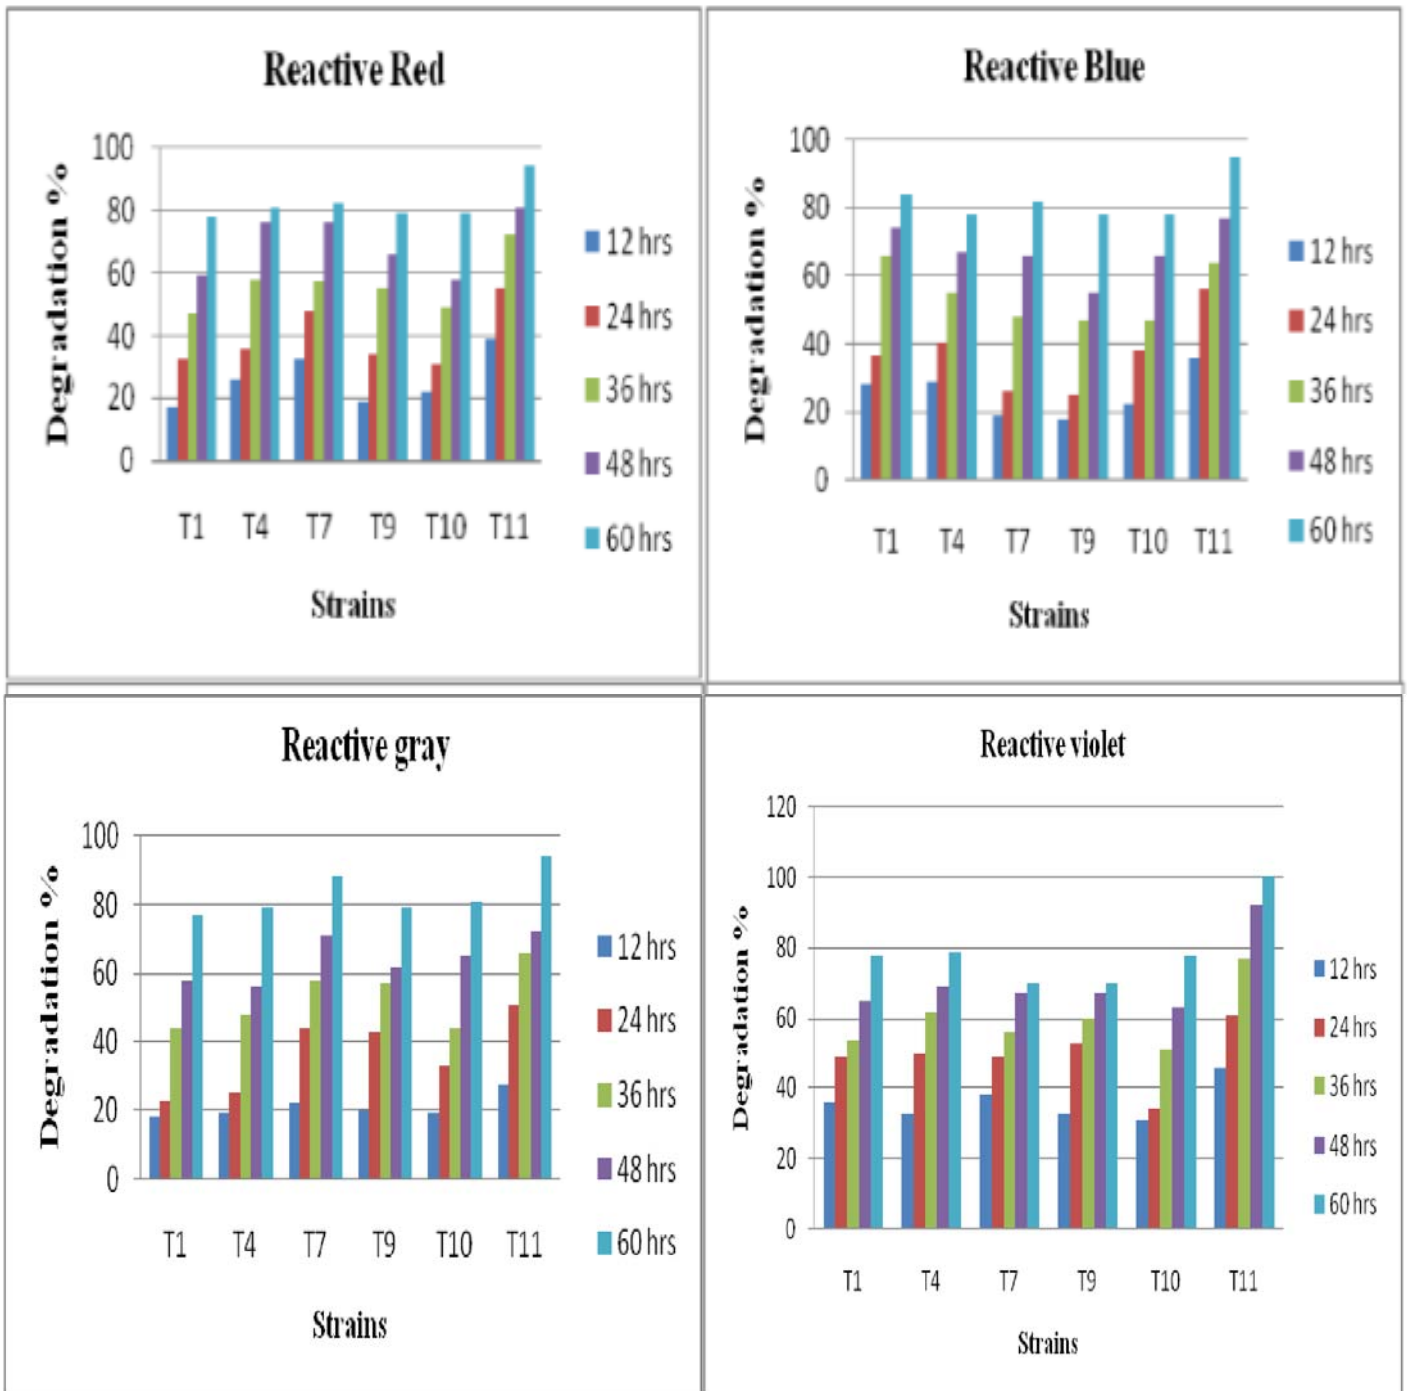 Reactive Red
Degradation %
100
80
60
40
20
0
T1 T4 T7 T9 T10 T11
Strains
12 hrs
24 hrs
36 hrs
48 hrs
60 hrs
Reactive Blue
Degradation %
100
80
60
40
20
0
T1 T4 T7 T9 T10 T11
Strains
12 hrs
24 hrs
36 hrs
48 hrs
60 hrs
Reactive gray
Degradation %
100
80
60
40
20
0
T1 T4 T7 T9 T10 T11
Strains
12 hrs
24 hrs
36 hrs
48 hrs
60 hrs
Reactive violet
Degradation %
120
100
80
60
40
20
0
T1 T4 T7 T9 T10 T11
Strains
12 hrs
24 hrs
36 hrs
48 hrs
60 hrs